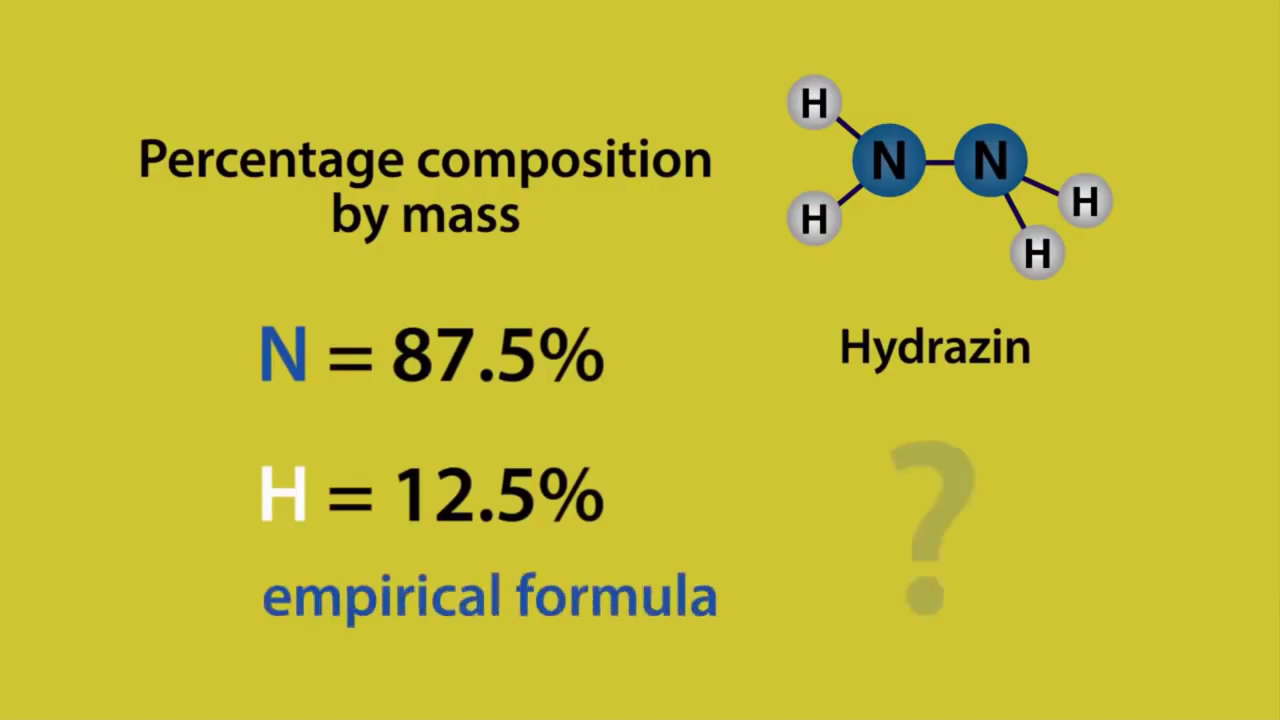 Percentage composition
by mass
N = 87.5%
H = 12.5%
empirical formula
H
N
N
H
H
H
Hydrazin
?